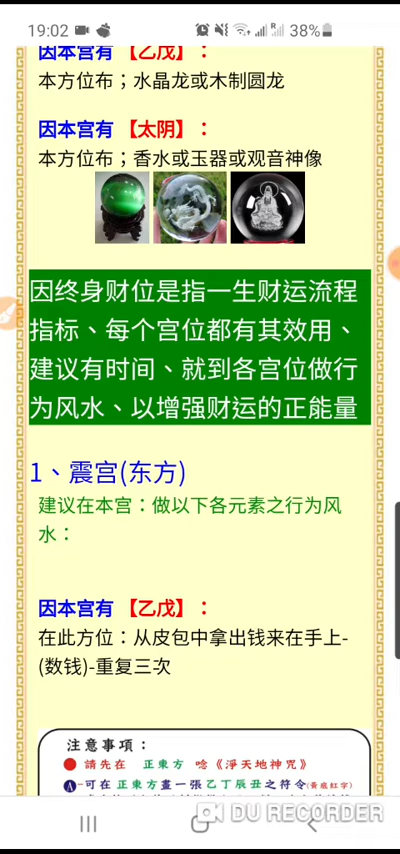 19:02
38%
因本宫有【乙戊】：
本方位布；水晶龙或木制圆龙
因本宫有【太阴】：
本方位布；香水或玉器或观音神像
因终身财位是指一生财运流程
指标、每个宫位都有其效用、
建议有时间、就到各宫位做行
为风水、以增强财运的正能量
1、震宫(东方)
建议在本宫：做以下各元素之行为风
水：
因本宫有【乙戊】：
在此方位：从皮包中拿出钱来在手上-
(数钱)-重复三次
注意事項：
請先在 正東方 唸《淨天地神咒》
A-可在正東方畫一張乙丁辰丑之符令(黃底紅字)
DU RECORDER